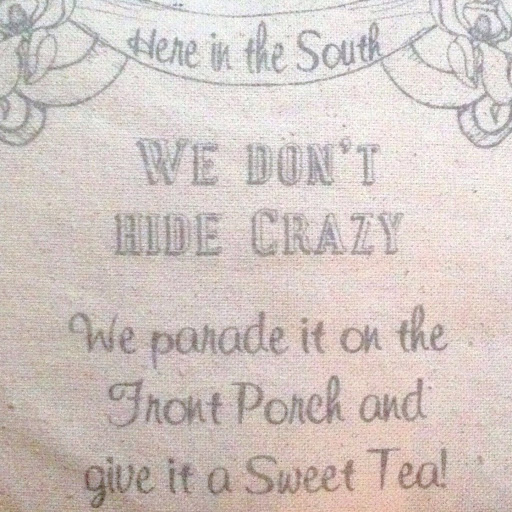 Here in the South
WE DON'T
HIDE CRAZY
We parade it on the
Front Porch and
give it a Sweet Tea!